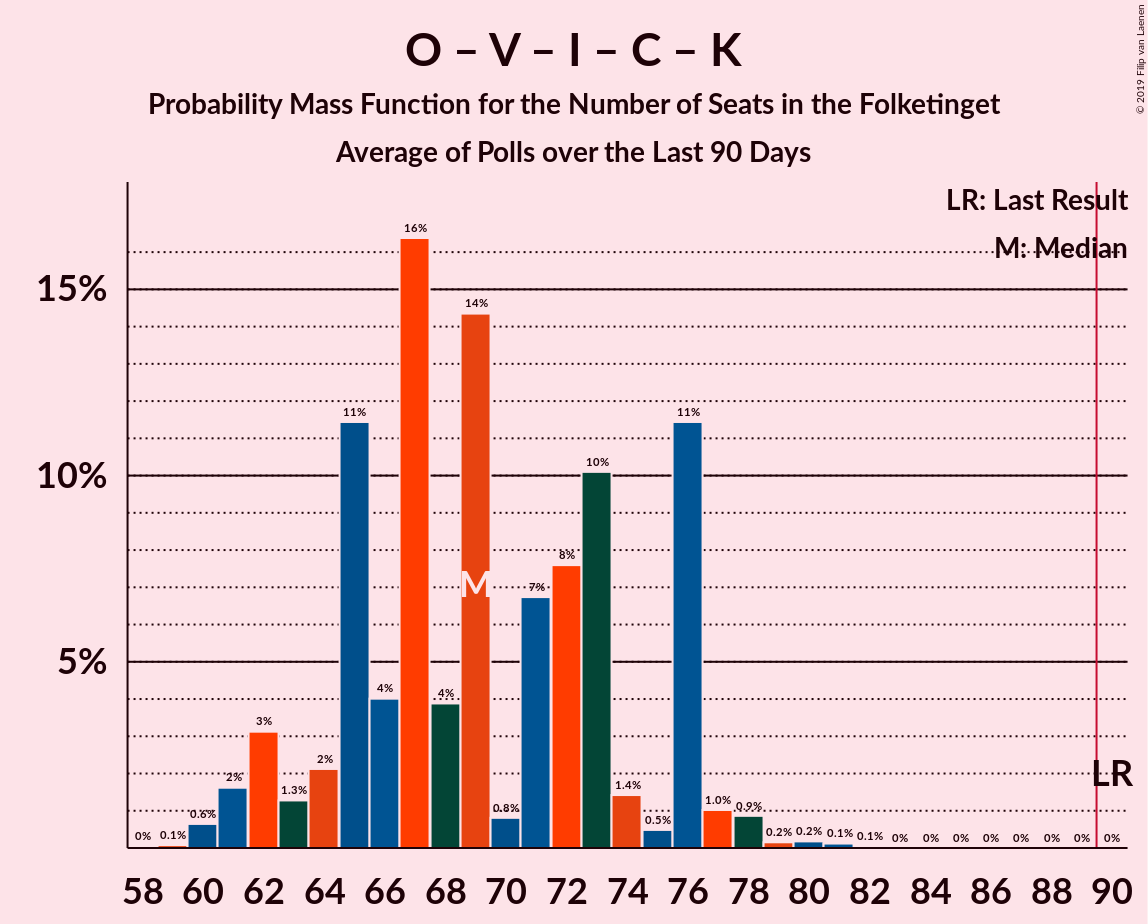 O – V – I – C – K
Probability Mass Function for the Number of Seats in the Folketinget
Average of Polls over the Last 90 Days
© 2019 Filip van Laenen
LR: Last Result
M: Median
16%
15%
14%
11%
11%
10%
10%
8%
7%
M
5%
4%
4%
3%
2%
2%
1.3%
1.4%
1.0%
0.9%
0.8%
0.6%
0.5%
LR
0% 0.1% 0.2% 0.2% 0.1% 0.1% 0% 0% 0% 0% 0% 0% 0% 0%
58 60 62 64 66 68 70 72 74 76 78 80 82 84 86 88 90